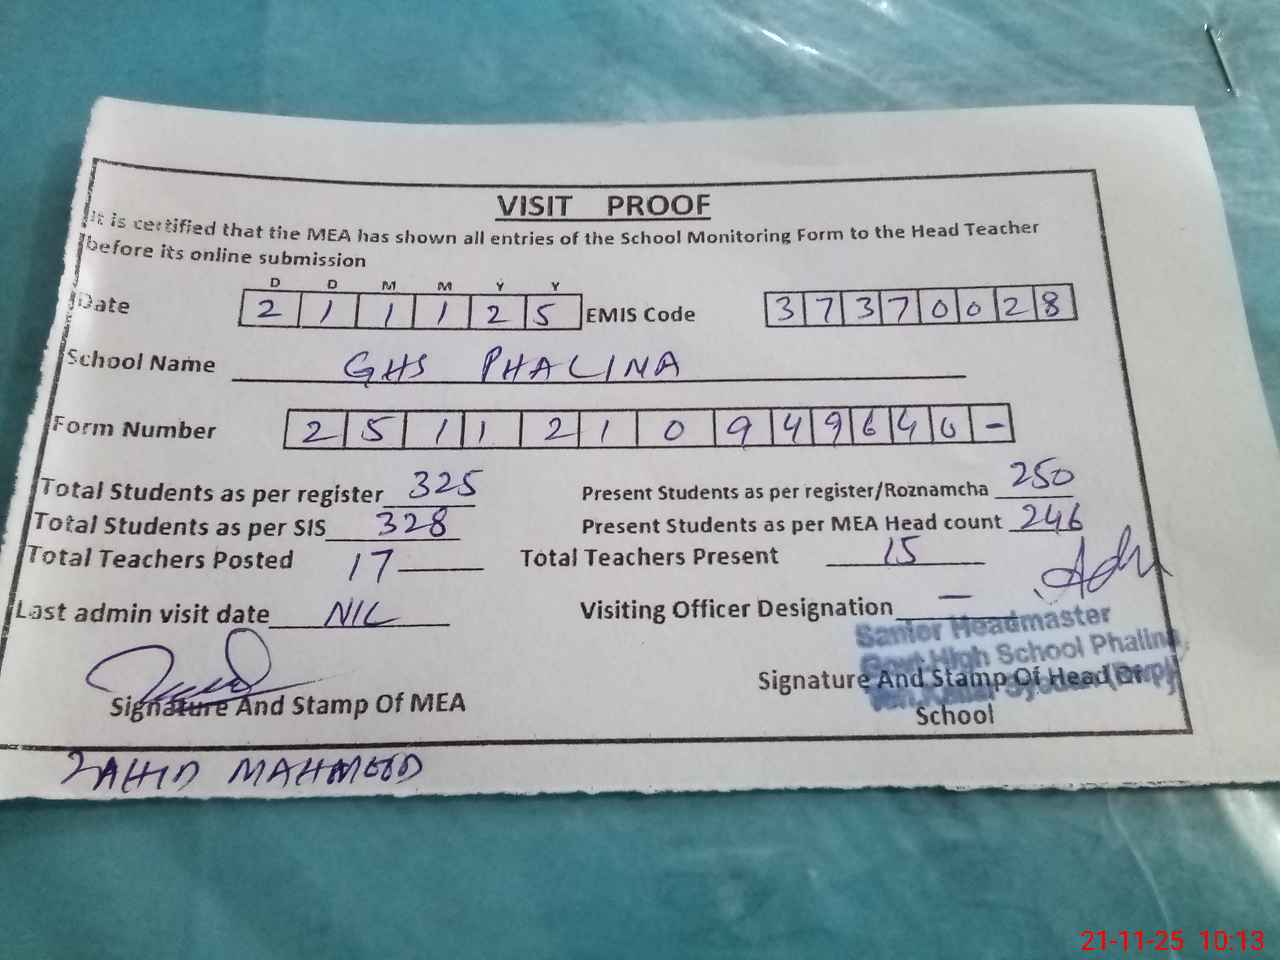 VISIT PROOF
It is certified that the MEA has shown all entries of the School Monitoring Form to the Head Teacher
before its online submission
D D M M Y Y
Date 2 1 1 1 2 5 EMIS Code 3 7 3 7 0 0 2 8
School Name GHS PHALINA
Form Number 2 5 1 1 2 1 0 9 4 9 6 4 6 -
Total Students as per register 325 Present Students as per register/Roznamcha 250
Total Students as per SIS 328 Present Students as per MEA Head count 246
Total Teachers Posted 17 Total Teachers Present 15
Last admin visit date NIL Visiting Officer Designation —
Senior Headmaster
Govt High School Phalina
Signature And Stamp Of MEA Signature And Stamp Of Head Of
School
ZAHID MAHMOOD
21-11-25 10:13